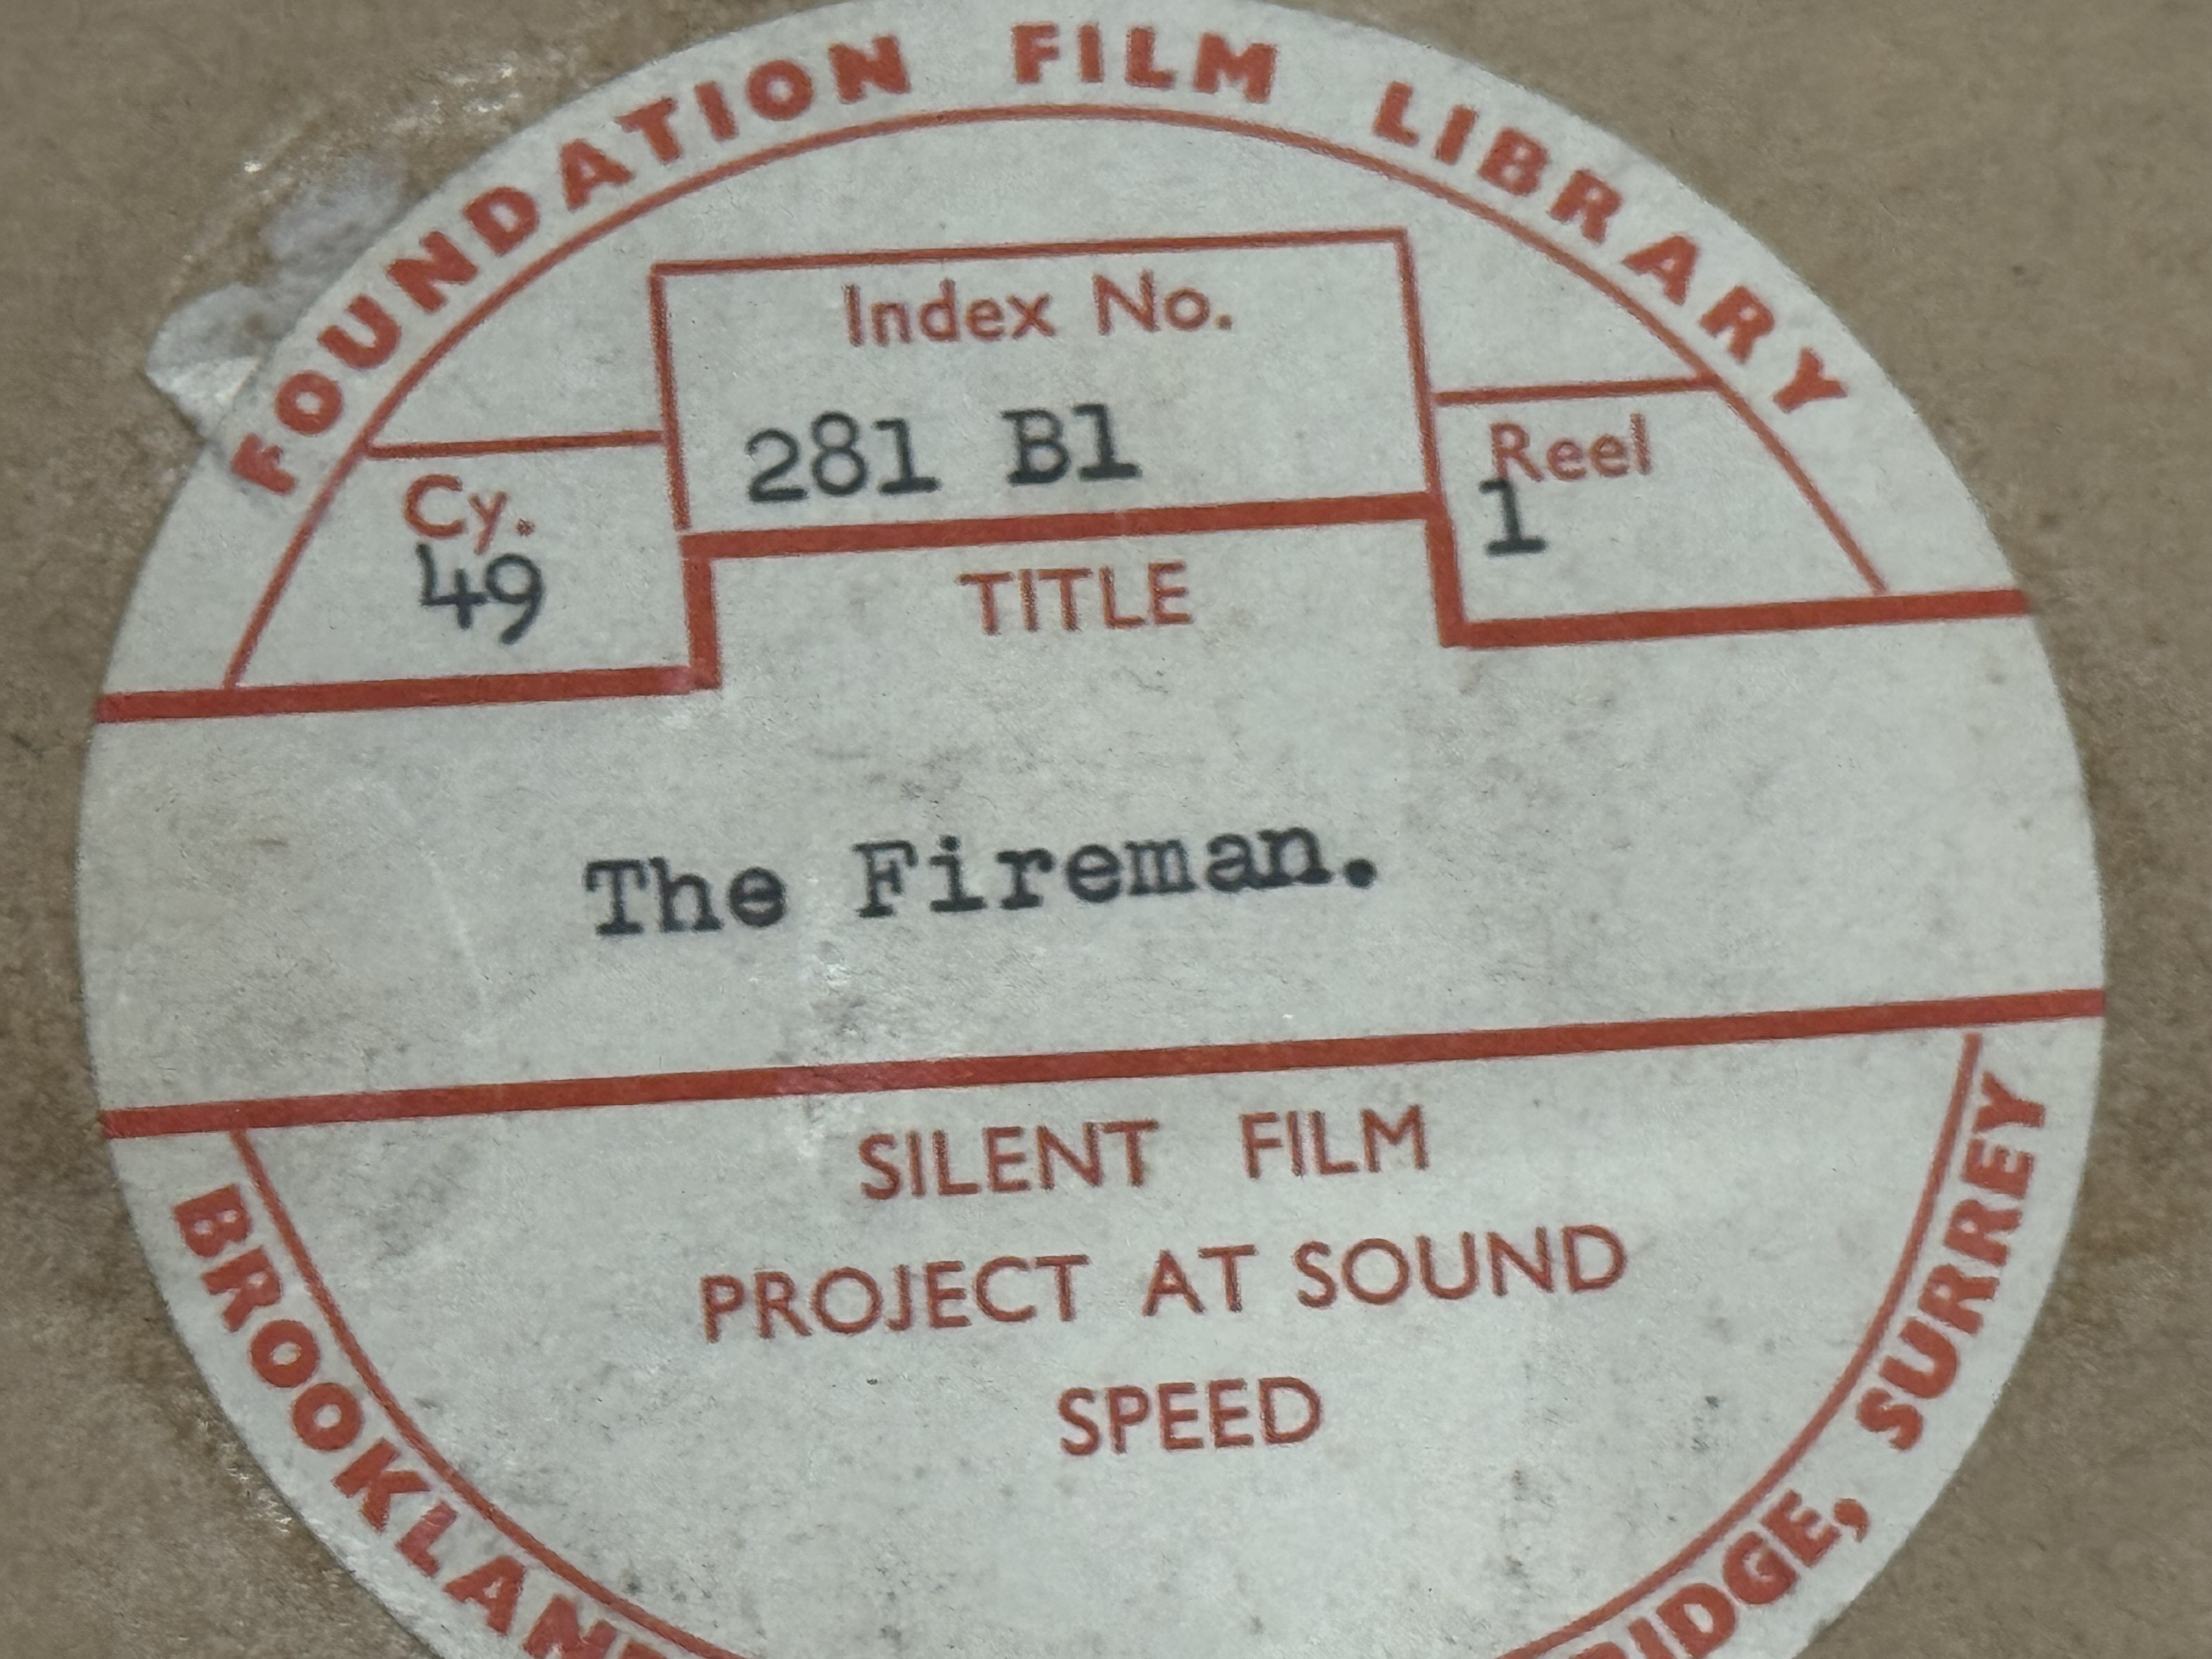 FOUNDATION FILM LIBRARY
Index No.
281 B1
Cy.
49
Reel
1
TITLE
The Fireman.
SILENT FILM
PROJECT AT SOUND
SPEED
SURREY